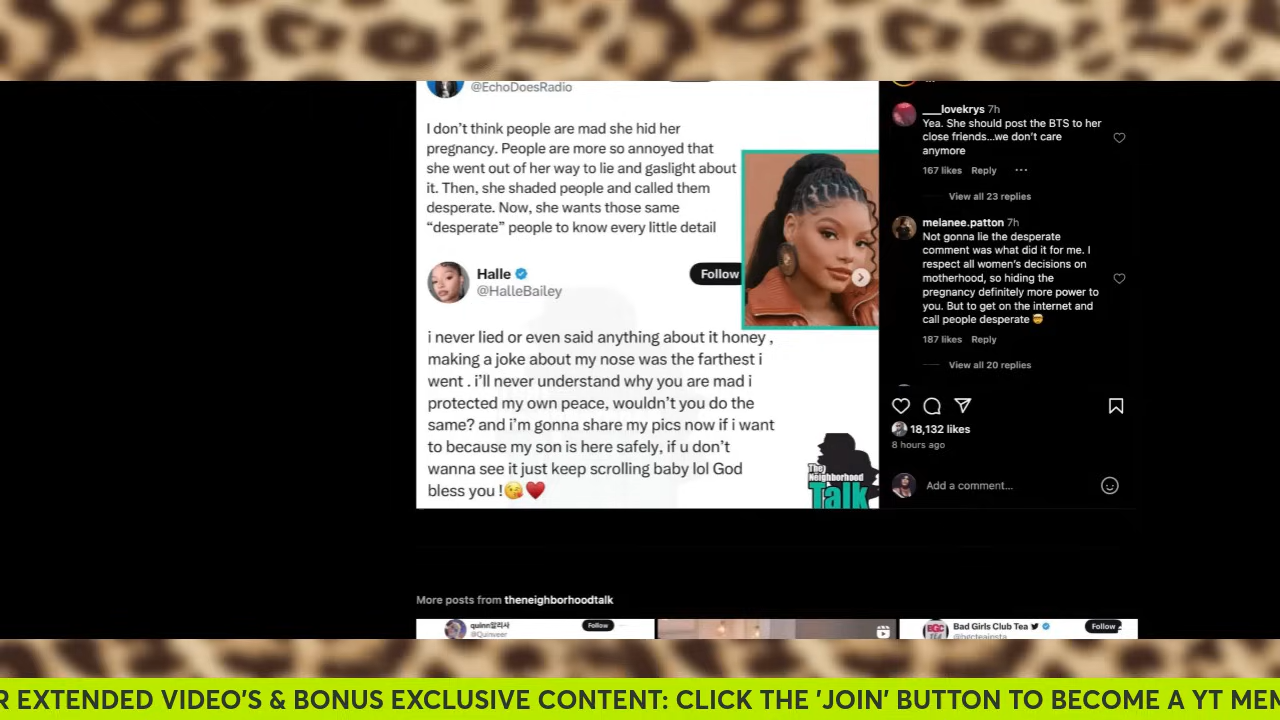 @EchoDoesRadio
I don't think people are mad she hid her
pregnancy. People are more so annoyed that
she went out of her way to lie and gaslight about
it. Then, she shaded people and called them
desperate. Now, she wants those same
“desperate” people to know every little detail
Halle
@HalleBailey
Follow
i never lied or even said anything about it honey ,
making a joke about my nose was the farthest i
went . i'll never understand why you are mad i
protected my own peace, wouldn't you do the
same? and i'm gonna share my pics now if i want
to because my son is here safely, if u don't
wanna see it just keep scrolling baby lol God
bless you !😘♥️
The
Neighborhood
Talk
___lovekrys 7h
Yea. She should post the BTS to her
close friends...we don't care
anymore
167 likes Reply ...
View all 23 replies
melanee.patton 7h
Not gonna lie the desperate
comment was what did it for me. I
respect all women's decisions on
motherhood, so hiding the
pregnancy definitely more power to
you. But to get on the internet and
call people desperate 🤯
187 likes Reply
View all 20 replies
18,132 likes
8 hours ago
Add a comment...
More posts from theneighborhoodtalk
@Quinveer
Follow
Bad Girls Club Tea
@bgcteainsta
Follow
R EXTENDED VIDEO'S & BONUS EXCLUSIVE CONTENT: CLICK THE 'JOIN' BUTTON TO BECOME A YT MEM